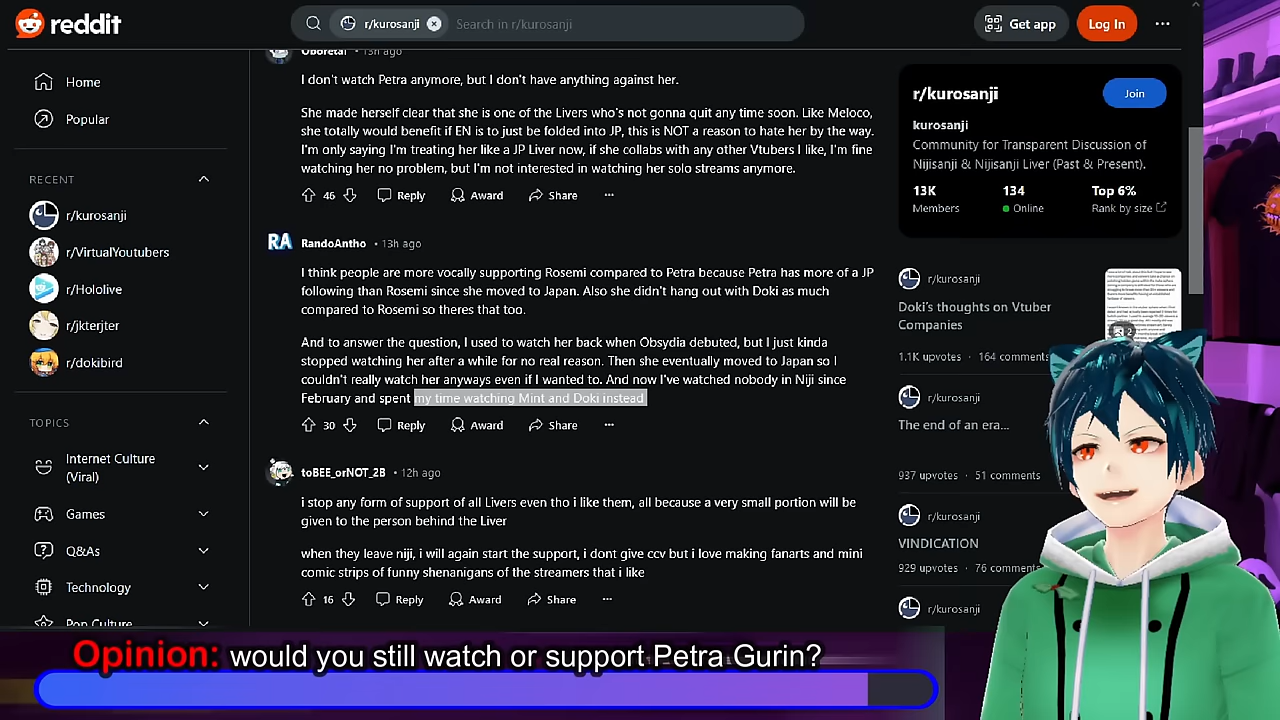 reddit
r/kurosanji
Search in r/kurosanji
Get app
Log In
Home
Popular
RECENT
r/kurosanji
r/VirtualYoutubers
r/Hololive
r/jkterjter
r/dokibird
TOPICS
Internet Culture
(Viral)
Games
Q&As
Technology
Pop Culture
Oboretai • 13h ago
I don't watch Petra anymore, but I don't have anything against her.
She made herself clear that she is one of the Livers who's not gonna quit any time soon. Like Meloco,
she totally would benefit if EN is to just be folded into JP, this is NOT a reason to hate her by the way.
I'm only saying I'm treating her like a JP Liver now, if she collabs with any other Vtubers I like, I'm fine
watching her no problem, but I'm not interested in watching her solo streams anymore.
46 Reply Award Share
RA RandoAntho • 13h ago
I think people are more vocally supporting Rosemi compared to Petra because Petra has more of a JP
following than Rosemi since she moved to Japan. Also she didn't hang out with Doki as much
compared to Rosemi so theres that too.
And to answer the question, I used to watch her back when Obsydia debuted, but I just kinda
stopped watching her after a while for no real reason. Then she eventually moved to Japan so I
couldn't really watch her anyways even if I wanted to. And now I've watched nobody in Niji since
February and spent my time watching Mint and Doki instead
30 Reply Award Share
toBEE_orNOT_2B • 12h ago
i stop any form of support of all Livers even tho i like them, all because a very small portion will be
given to the person behind the Liver
when they leave niji, i will again start the support, i dont give ccv but i love making fanarts and mini
comic strips of funny shenanigans of the streamers that i like
16 Reply Award Share
r/kurosanji
Join
kurosanji
Community for Transparent Discussion of
Nijisanji & Nijisanji Liver (Past & Present).
13K 134 Top 6%
Members Online Rank by size
r/kurosanji
Doki's thoughts on Vtuber
Companies
1.1K upvotes · 164 comments
r/kurosanji
The end of an era...
937 upvotes · 51 comments
r/kurosanji
VINDICATION
929 upvotes · 76 comments
r/kurosanji
Opinion: would you still watch or support Petra Gurin?